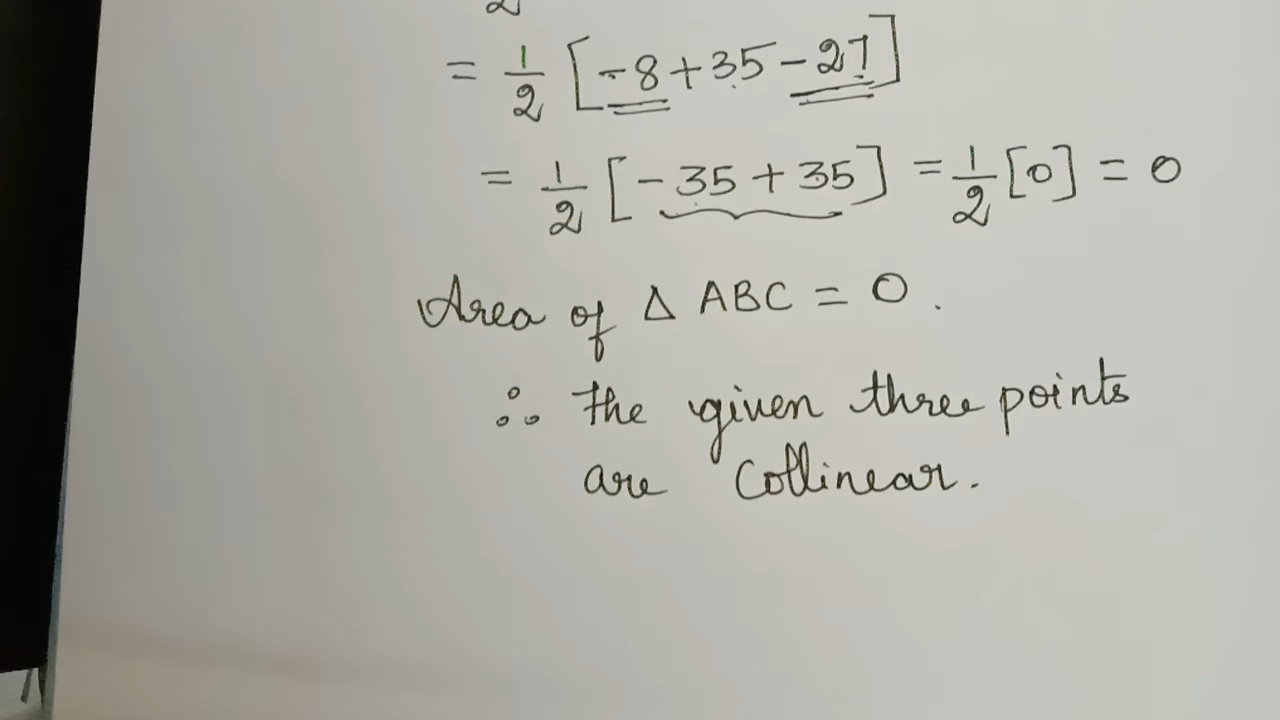 2
= 1/2 [-8+35-27]
= 1/2 [-35+35] = 1/2 [0] = 0
Area of Δ ABC = 0.
∴ The given three points
are Collinear.